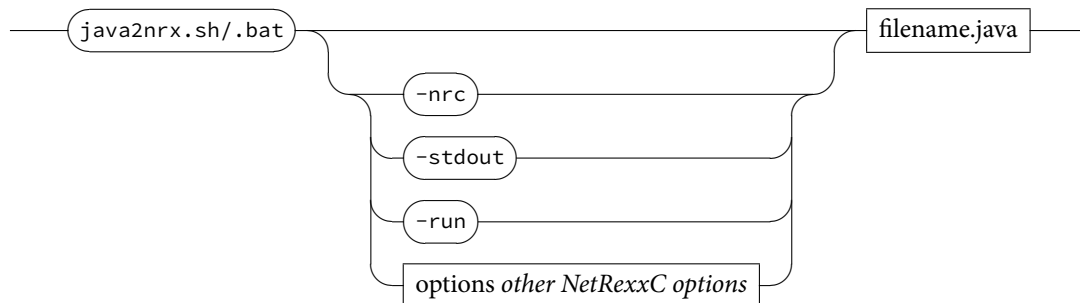 java2nrx.sh/.bat filename.java
-nrc
-stdout
-run
options other NetRexxC options